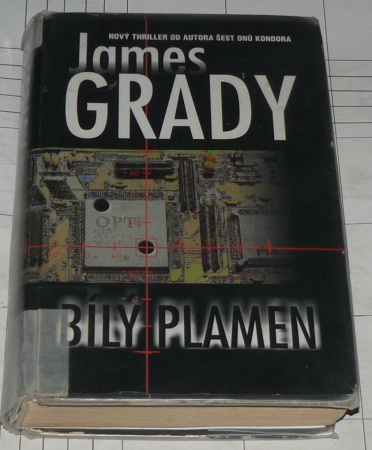 NOVÝ THRILLER OD AUTORA ŠEST DNŮ KONDORA
James
GRADY
OPTi
BÍLÝ PLAMEN